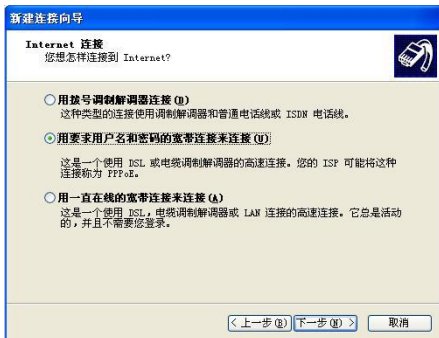 新建连接向导
Internet 连接
您想怎样连接到 Internet?
用拨号调制解调器连接(D)
这种类型的连接使用调制解调器和普通电话线或 ISDN 电话线。
用要求用户名和密码的宽带连接来连接(U)
这是一个使用 DSL 或电缆调制解调器的高速连接。您的 ISP 可能将这种
连接称为 PPPoE。
用一直在线的宽带连接来连接(A)
这是一个使用 DSL，电缆调制解调器或 LAN 连接的高速连接。它总是活动
的，并且不需要您登录。
< 上一步(B) 下一步(N) > 取消